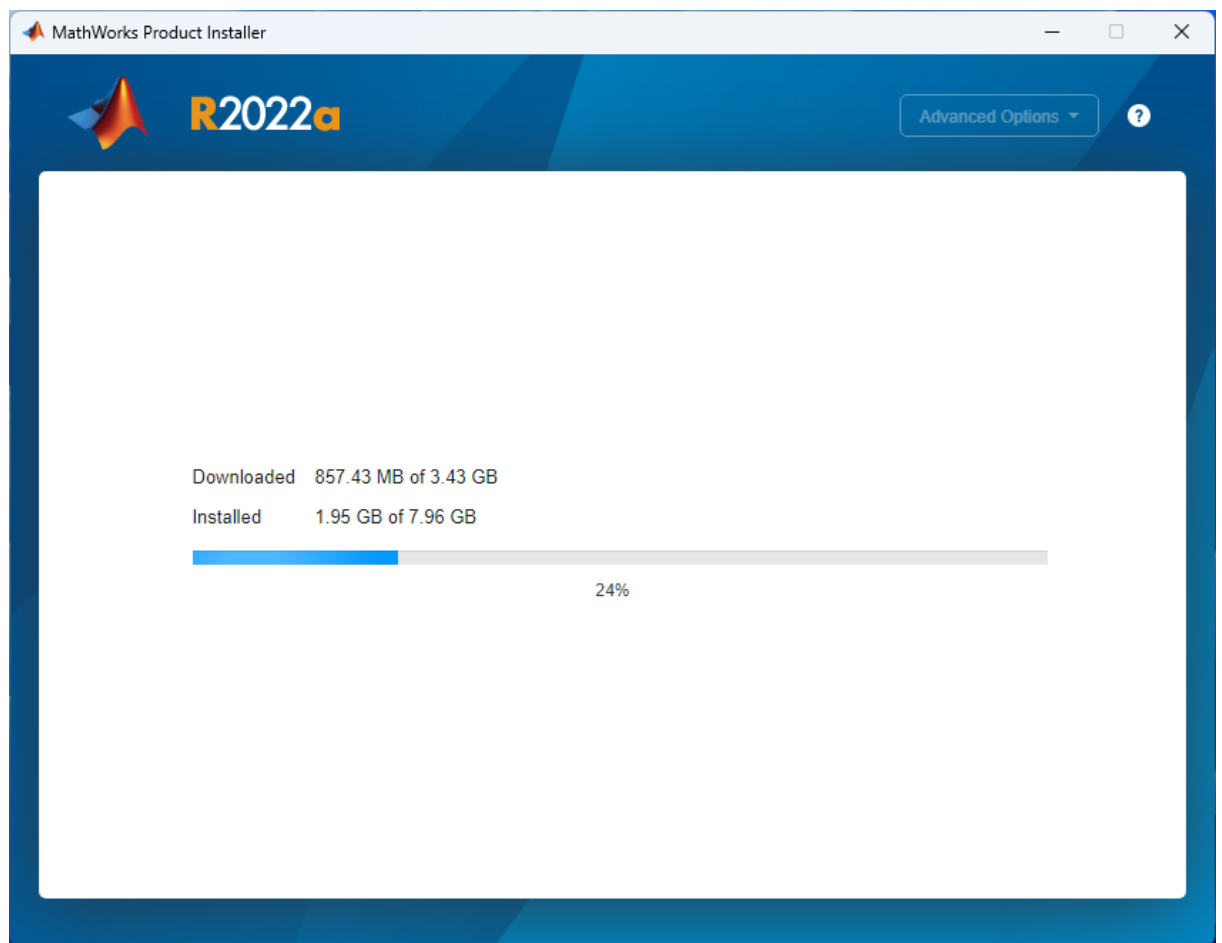 MathWorks Product Installer
R2022a
Advanced Options
?
Downloaded 857.43 MB of 3.43 GB
Installed 1.95 GB of 7.96 GB
24%